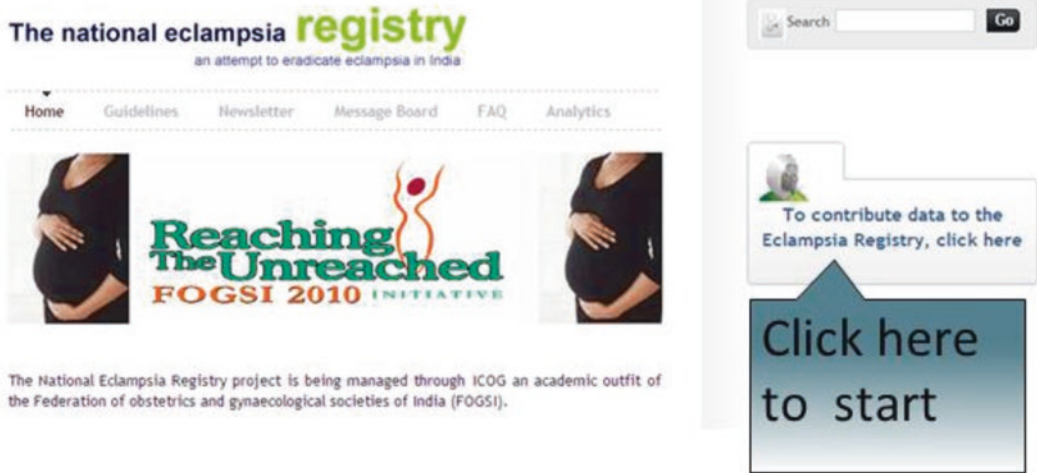 The national eclampsia registry
an attempt to eradicate eclampsia in India
Home Guidelines Newsletter Message Board FAQ Analytics
Reaching
The Unreached
FOGSI 2010 INITIATIVE
The National Eclampsia Registry project is being managed through ICOG an academic outfit of
the Federation of obstetrics and gynaecological societies of India (FOGSI).
Search Go
To contribute data to the
Eclampsia Registry, click here
Click here
to start